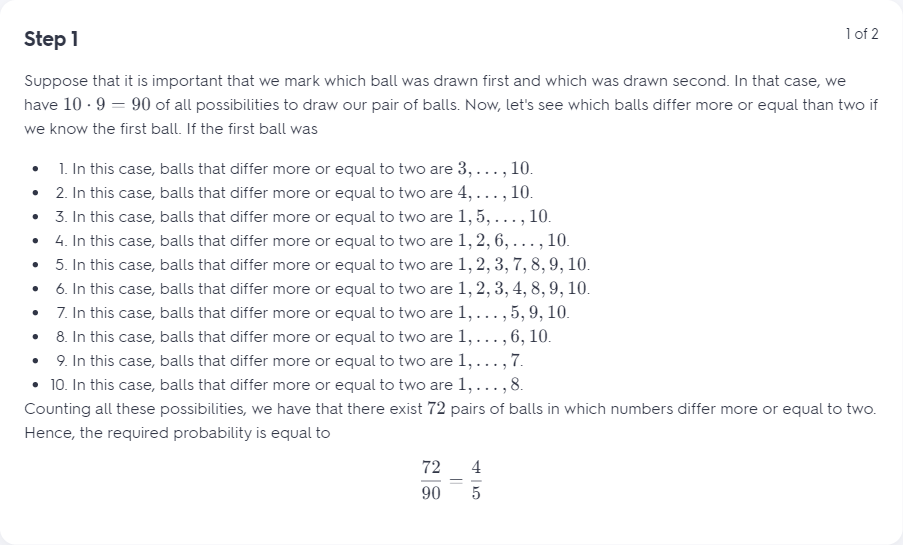 Step 1
1 of 2
Suppose that it is important that we mark which ball was drawn first and which was drawn second. In that case, we
have 10 · 9 = 90 of all possibilities to draw our pair of balls. Now, let's see which balls differ more or equal than two if
we know the first ball. If the first ball was
• 1. In this case, balls that differ more or equal to two are 3, . . . , 10.
• 2. In this case, balls that differ more or equal to two are 4, . . . , 10.
• 3. In this case, balls that differ more or equal to two are 1, 5, . . . , 10.
• 4. In this case, balls that differ more or equal to two are 1, 2, 6, . . . , 10.
• 5. In this case, balls that differ more or equal to two are 1, 2, 3, 7, 8, 9, 10.
• 6. In this case, balls that differ more or equal to two are 1, 2, 3, 4, 8, 9, 10.
• 7. In this case, balls that differ more or equal to two are 1, . . . , 5, 9, 10.
• 8. In this case, balls that differ more or equal to two are 1, . . . , 6, 10.
• 9. In this case, balls that differ more or equal to two are 1, . . . , 7.
• 10. In this case, balls that differ more or equal to two are 1, . . . , 8.
Counting all these possibilities, we have that there exist 72 pairs of balls in which numbers differ more or equal to two.
Hence, the required probability is equal to
72/90 = 4/5